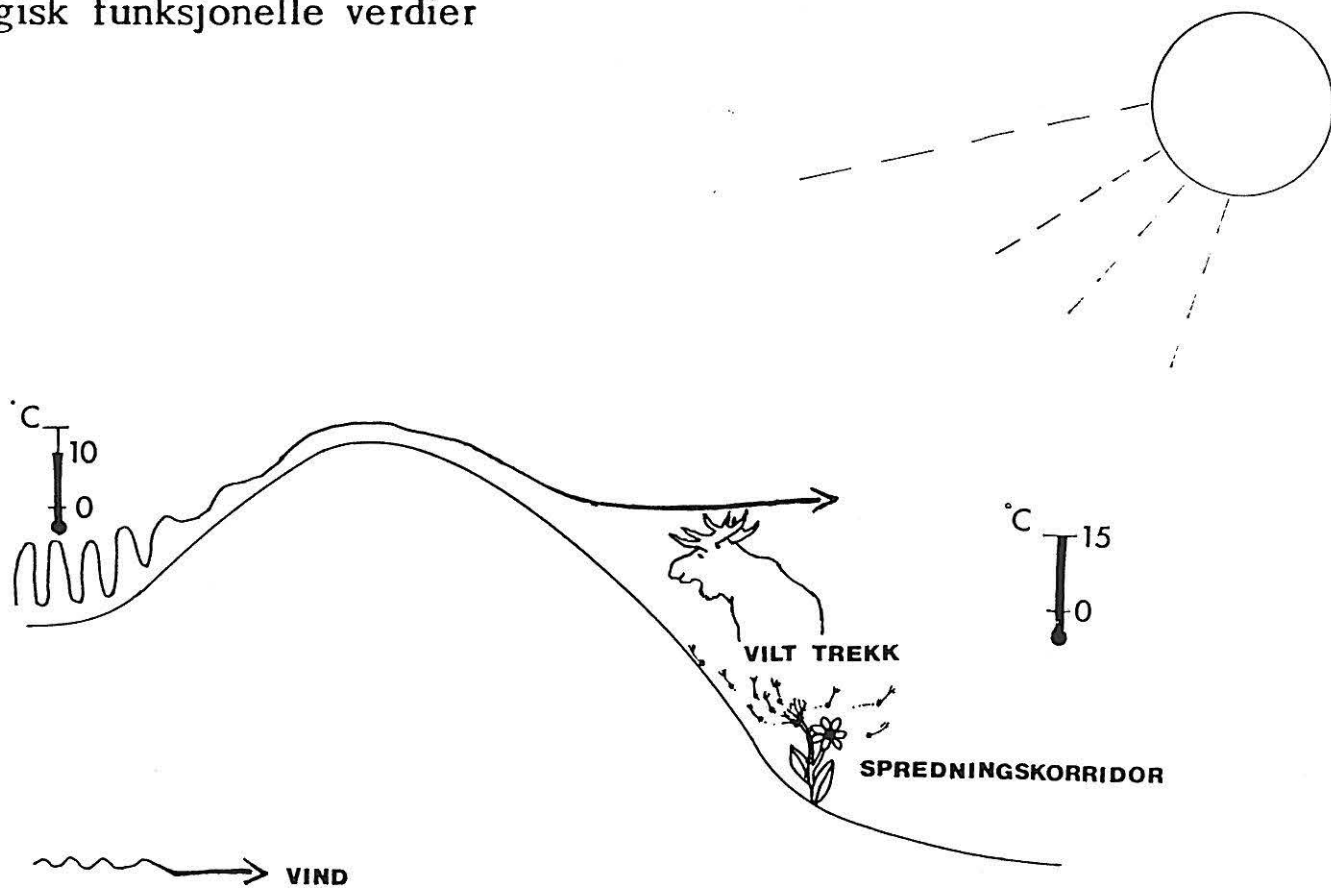 gisk funksjonelle verdier
°C
10
0
°C
15
0
VILT TREKK
SPREDNINGSKORRIDOR
VIND